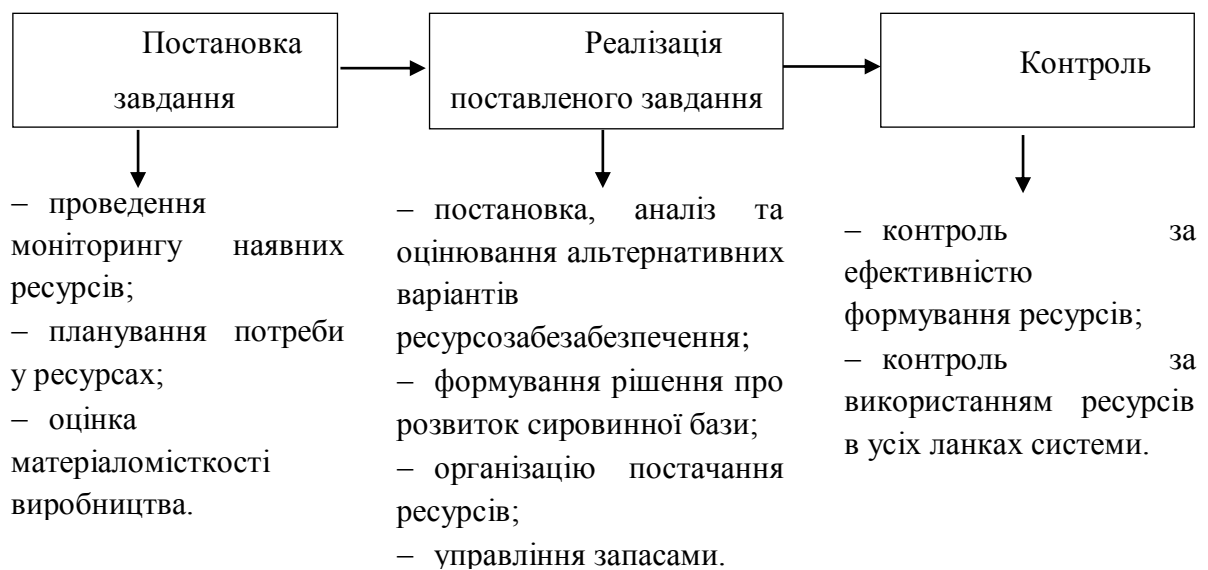 Постановка
завдання
Реалізація
поставленого завдання
Контроль
– проведення
моніторингу наявних
ресурсів;
– планування потреби
у ресурсах;
– оцінка
матеріаломісткості
виробництва.
– постановка, аналіз та
оцінювання альтернативних
варіантів
ресурсозабезабезпечення;
– формування рішення про
розвиток сировинної бази;
– організацію постачання
ресурсів;
– управління запасами.
– контроль за
ефективністю
формування ресурсів;
– контроль за
використанням ресурсів
в усіх ланках системи.